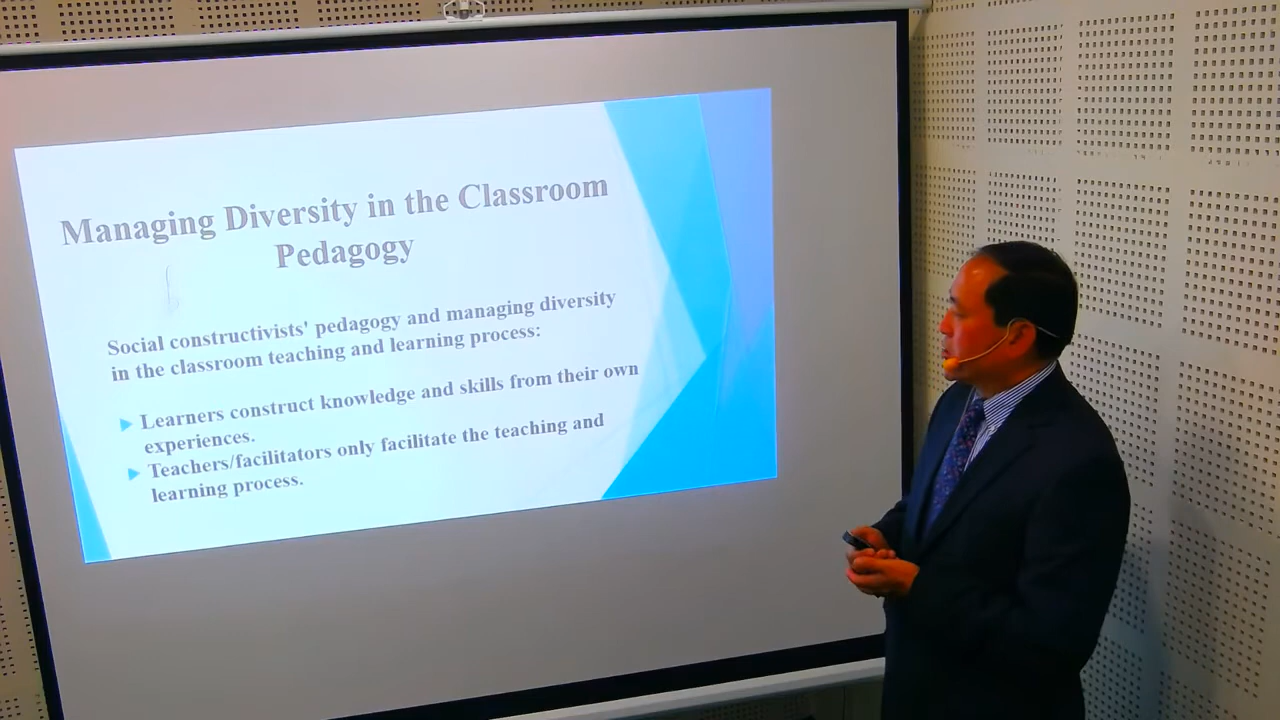 Managing Diversity in the Classroom
Pedagogy
Social constructivists' pedagogy and managing diversity
in the classroom teaching and learning process:
Learners construct knowledge and skills from their own
experiences.
Teachers/facilitators only facilitate the teaching and
learning process.